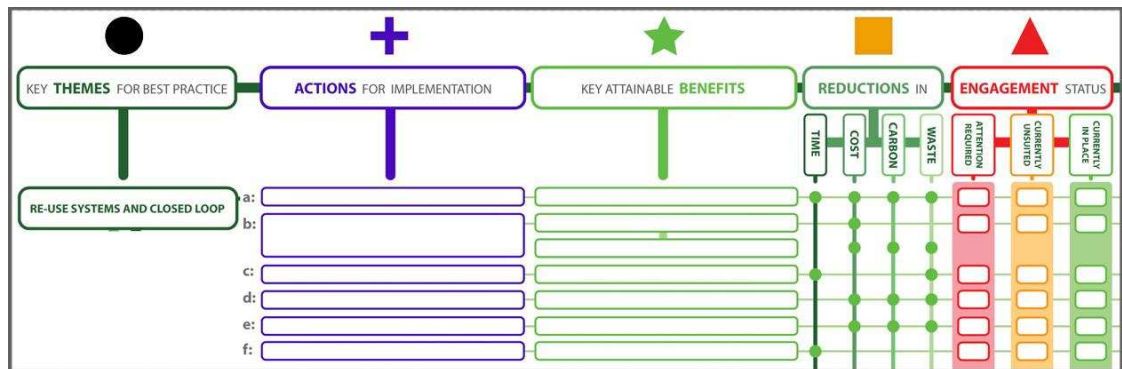 KEY THEMES FOR BEST PRACTICE
ACTIONS FOR IMPLEMENTATION
KEY ATTAINABLE BENEFITS
REDUCTIONS IN
ENGAGEMENT STATUS
TIME
COST
CARBON
WASTE
ATTENTION
REQUIRED
CURRENTLY
UNSUITED
CURRENTLY
IN PLACE
RE-USE SYSTEMS AND CLOSED LOOP
a:
b:
c:
d:
e:
f: